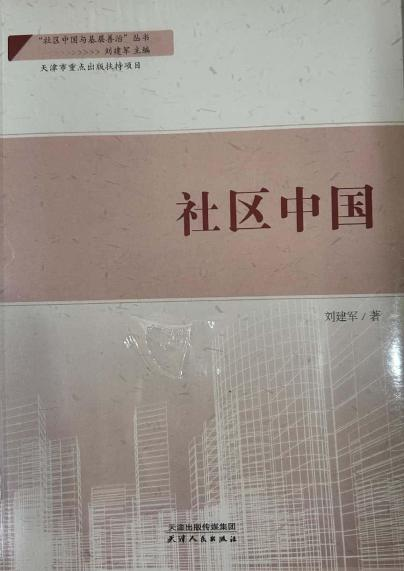 “社区中国与基层善治”丛书
>>>>>>>>>> 刘建军 主编
天津市重点出版扶持项目
社区中国
刘建军 / 著
天津出版传媒集团
天津人民出版社